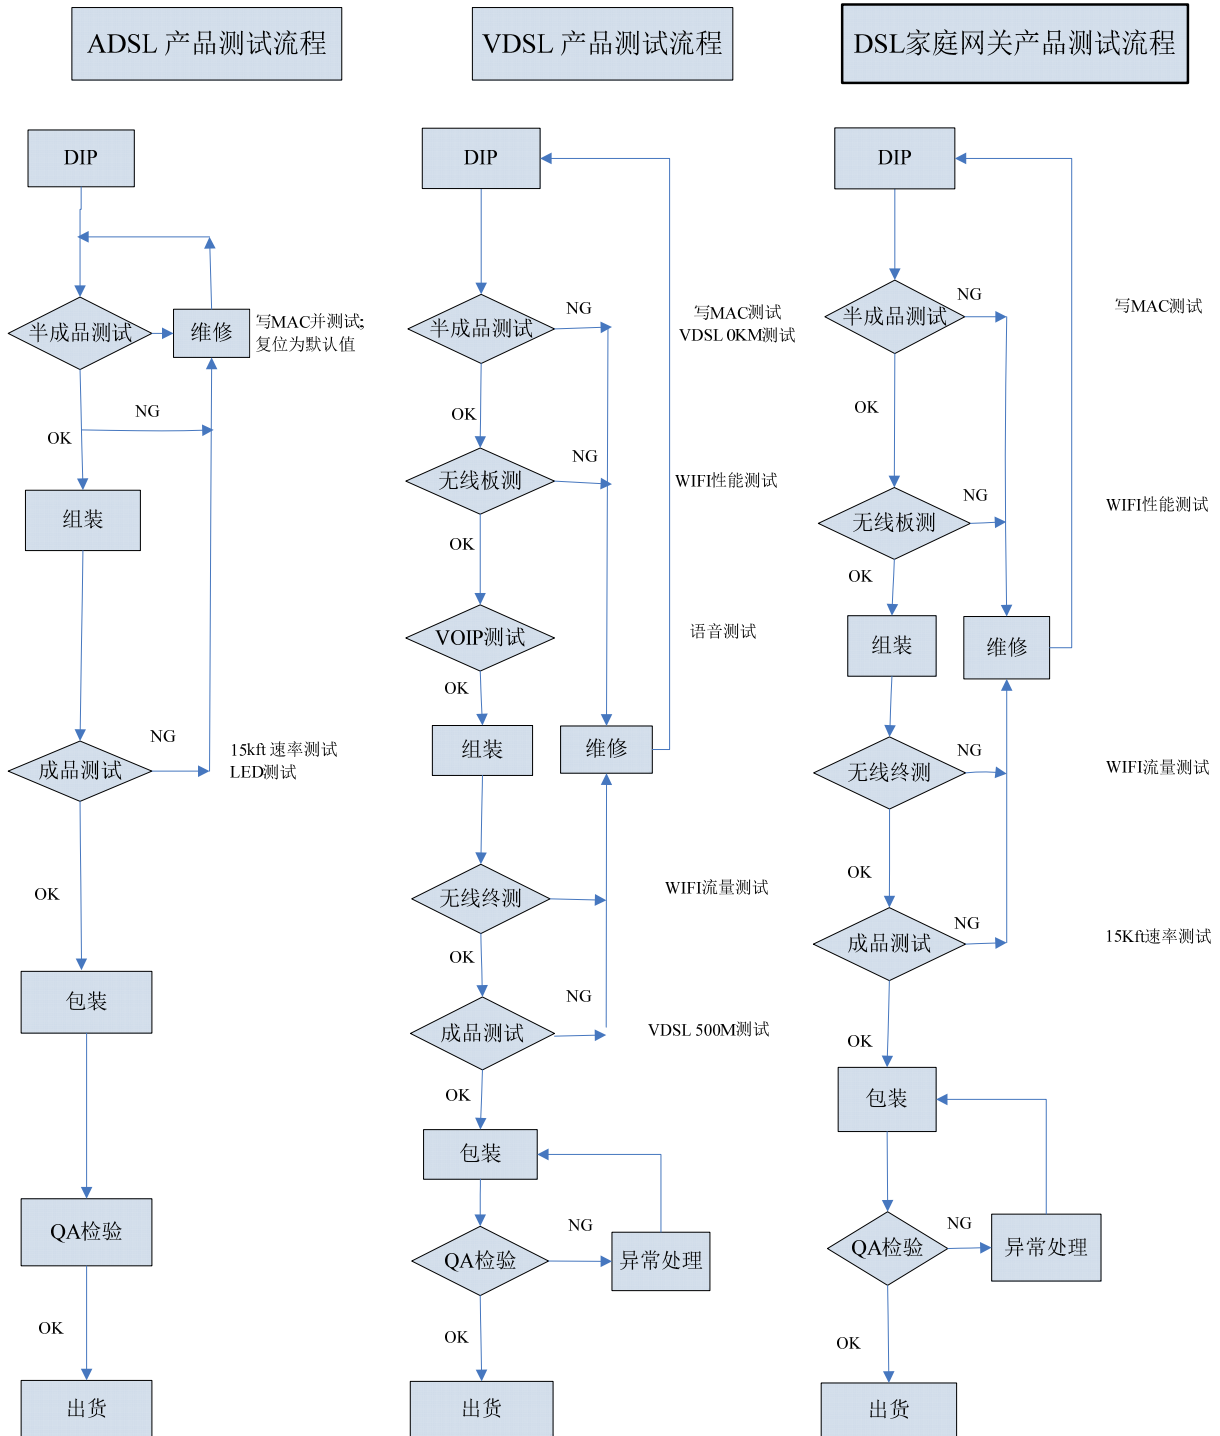 ADSL 产品测试流程
DIP
半成品测试
维修
写MAC并测试;
复位为默认值
NG
OK
组装
成品测试
NG
15kft 速率测试
LED测试
OK
包装
QA检验
OK
出货
VDSL 产品测试流程
DIP
半成品测试
NG
写MAC测试
VDSL 0KM测试
OK
无线板测
NG
WIFI性能测试
OK
VOIP测试
语音测试
OK
组装
维修
无线终测
WIFI流量测试
OK
NG
成品测试
VDSL 500M测试
OK
包装
NG
QA检验
异常处理
OK
出货
DSL家庭网关产品测试流程
DIP
NG
半成品测试
写MAC测试
OK
NG
无线板测
WIFI性能测试
OK
组装
维修
NG
无线终测
WIFI流量测试
OK
NG
成品测试
15Kft速率测试
OK
包装
NG
QA检验
异常处理
OK
出货